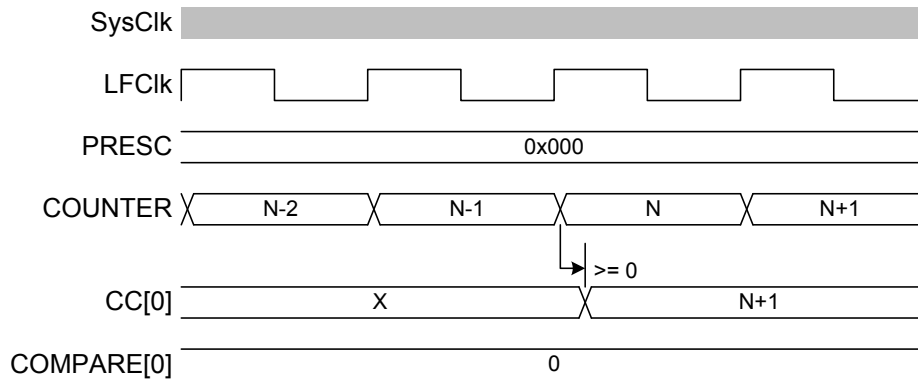 SysClk
LFClk
PRESC 0x000
COUNTER N-2 N-1 N N+1
>= 0
CC[0] X N+1
COMPARE[0] 0